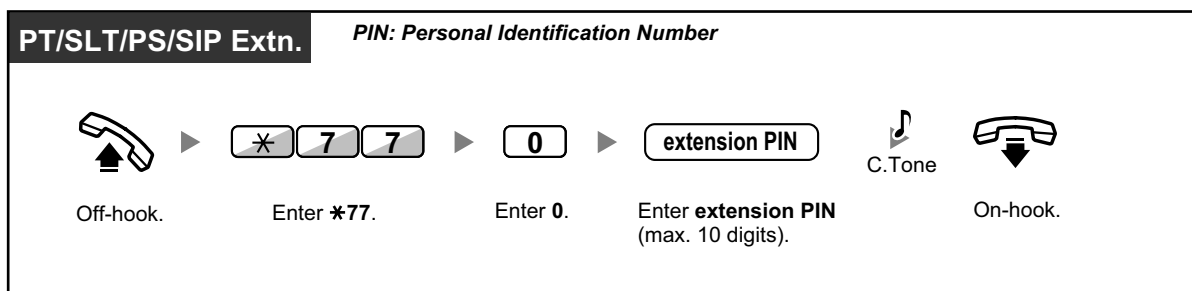 PT/SLT/PS/SIP Extn.
PIN: Personal Identification Number
* 7 7
0
extension PIN
C.Tone
Off-hook.
Enter *77.
Enter 0.
Enter extension PIN
(max. 10 digits).
On-hook.